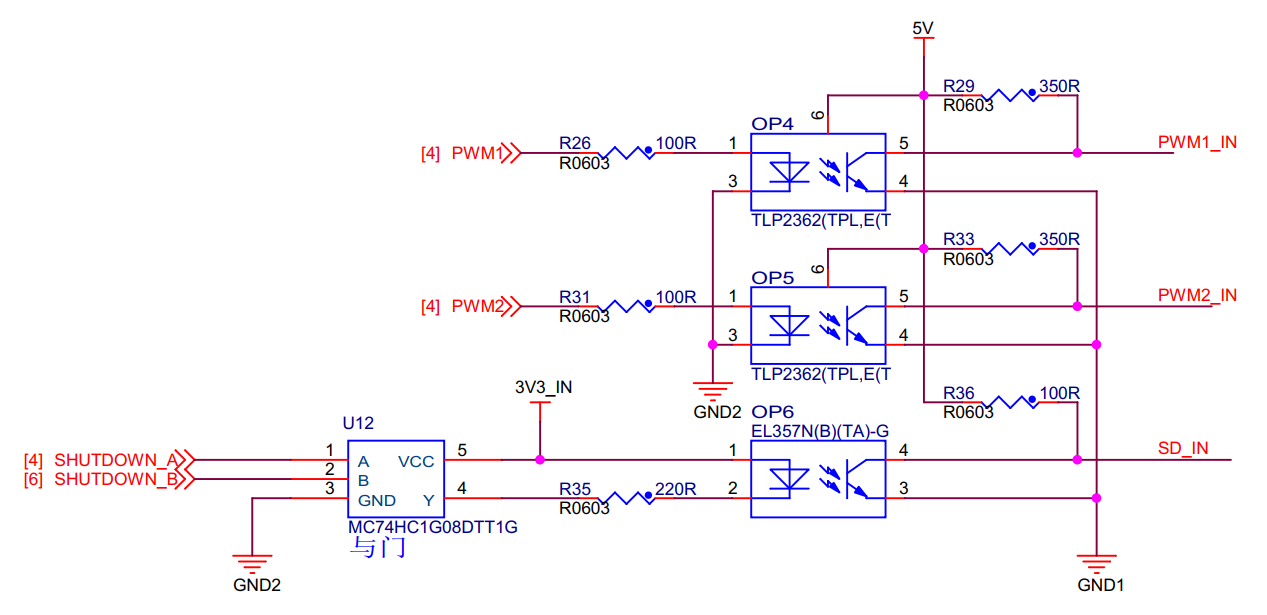 5V
R29 350R
R0603
6
OP4
[4] PWM1 R26 100R 1 5 PWM1_IN
R0603
3 4
TLP2362(TPL,E(T
R33 350R
R0603
6
OP5
[4] PWM2 R31 100R 1 5 PWM2_IN
R0603
3 4
TLP2362(TPL,E(T
3V3_IN
R36 100R
R0603
GND2
OP6
U12
EL357N(B)(TA)-G
[4] SHUTDOWN_A 1 A VCC 5 1 4 SD_IN
[6] SHUTDOWN_B 2 B
3 GND Y 4 R35 220R 2 3
R0603
MC74HC1G08DTT1G
与门
GND2 GND1